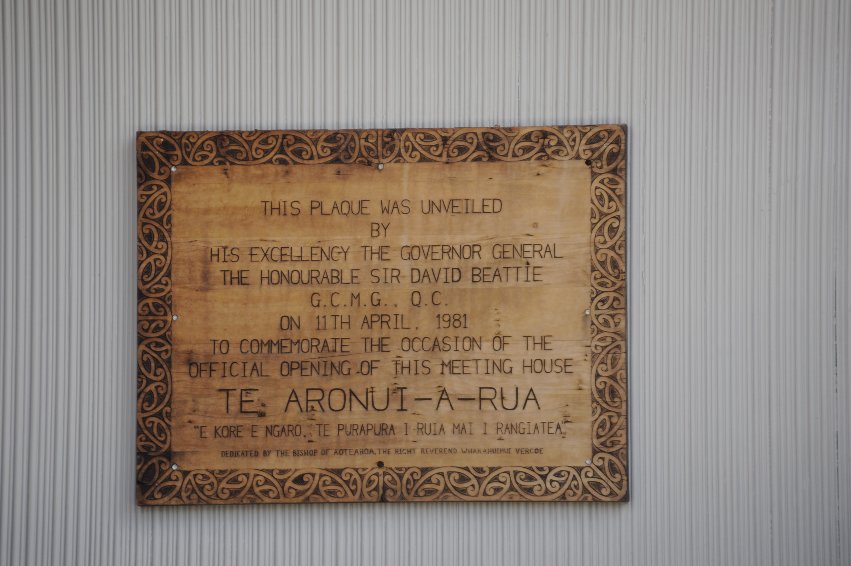 THIS PLAQUE WAS UNVEILED
BY
HIS EXCELLENCY THE GOVERNOR GENERAL
THE HONOURABLE SIR DAVID BEATTIE
G.C.M.G., Q.C.
ON 11TH APRIL, 1981
TO COMMEMORATE THE OCCASION OF THE
OFFICIAL OPENING OF THIS MEETING HOUSE
TE ARONUI-A-RUA
"E KORE E NGARO, TE PURAPURA I RUIA MAI I RANGIATEA"
DEDICATED BY THE BISHOP OF AOTEAROA, THE RIGHT REVEREND WHAKAHUIHUI VERCOE